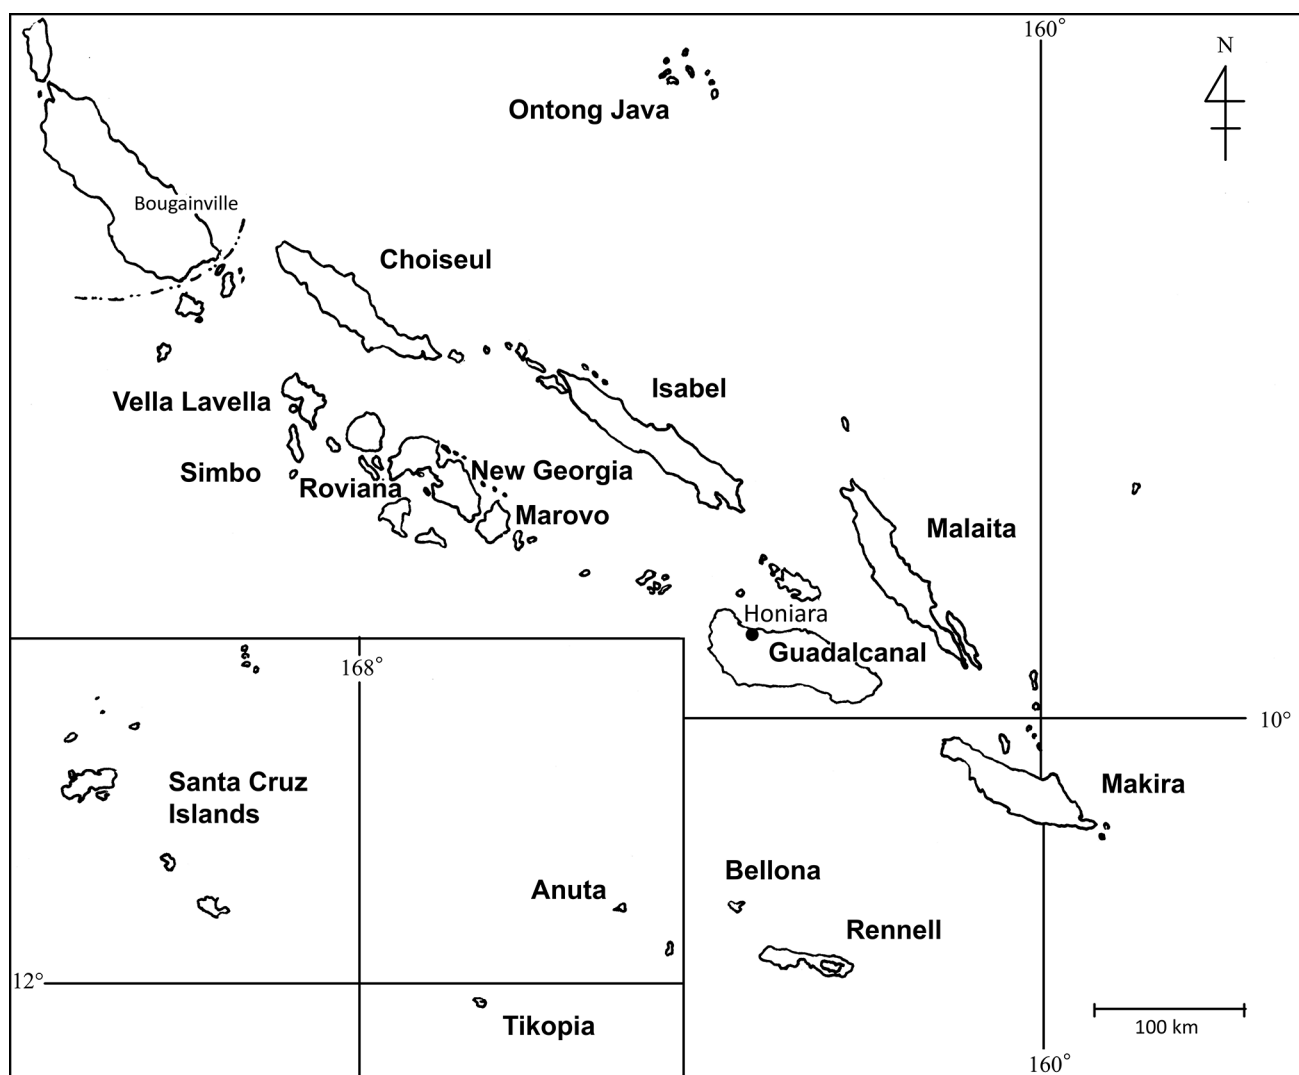 160°
N
Ontong Java
Bougainville
Choiseul
Isabel
Vella Lavella
Simbo
Roviana
New Georgia
Marovo
Malaita
Honiara
Guadalcanal
168°
10°
Santa Cruz
Islands
Makira
Bellona
Anuta
Rennell
12°
Tikopia
100 km
160°